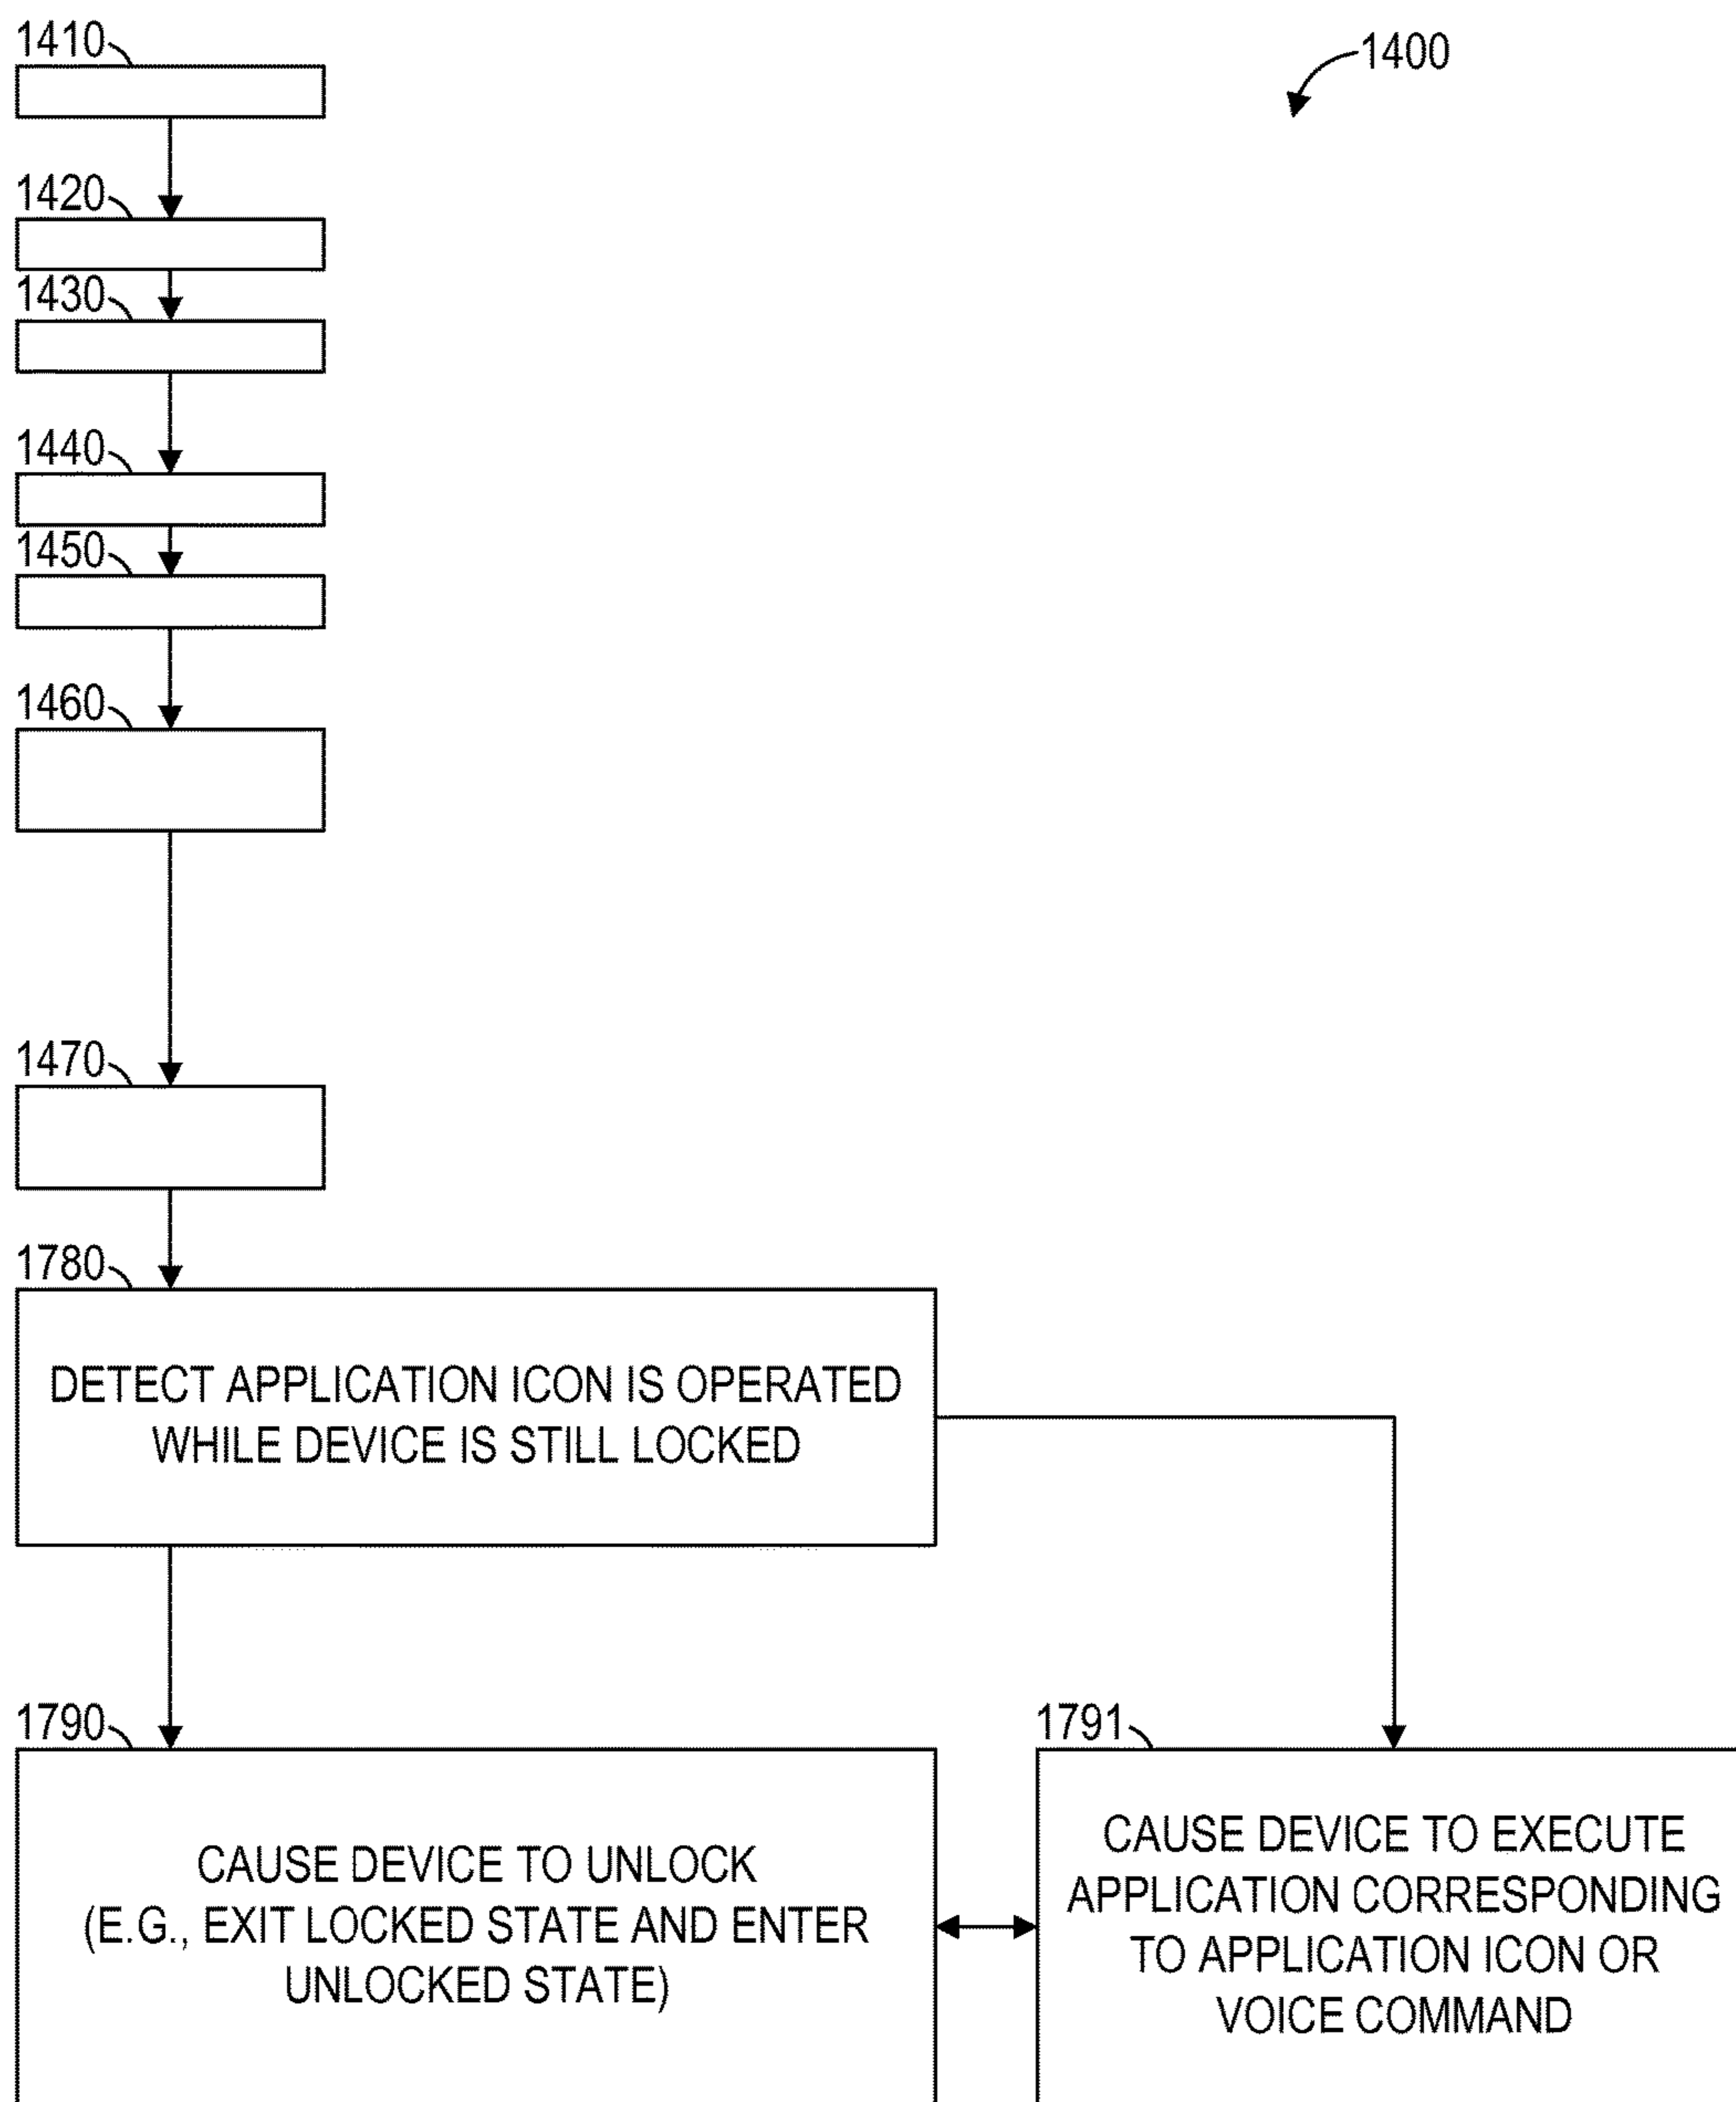 1410
1400
1420
1430
1440
1450
1460
1470
1780
DETECT APPLICATION ICON IS OPERATED
WHILE DEVICE IS STILL LOCKED
1790
CAUSE DEVICE TO UNLOCK
(E.G., EXIT LOCKED STATE AND ENTER
UNLOCKED STATE)
1791
CAUSE DEVICE TO EXECUTE
APPLICATION CORRESPONDING
TO APPLICATION ICON OR
VOICE COMMAND